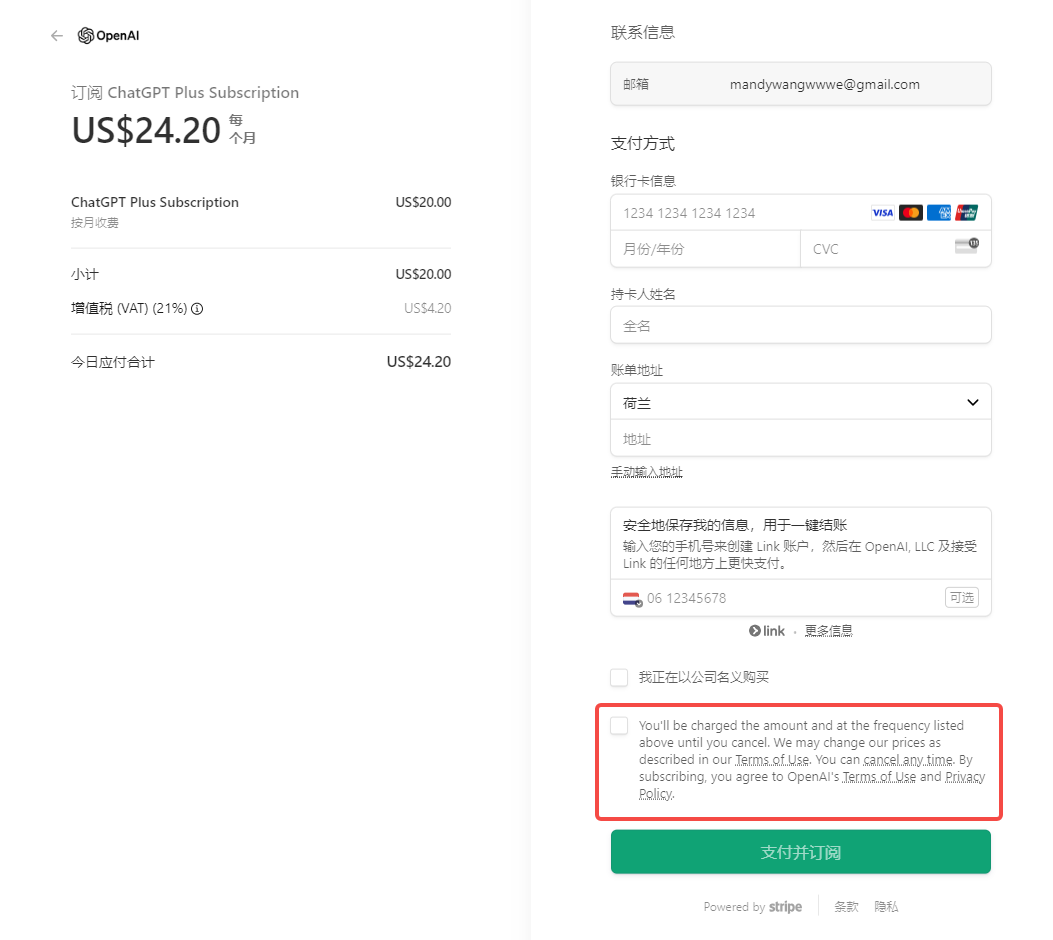 OpenAI
订阅 ChatGPT Plus Subscription
US$24.20 每
个月
ChatGPT Plus Subscription US$20.00
按月收费
小计 US$20.00
增值税 (VAT) (21%) US$4.20
今日应付合计 US$24.20
联系信息
邮箱 mandywangwwwe@gmail.com
支付方式
银行卡信息
1234 1234 1234 1234 VISA
月份/年份 CVC
持卡人姓名
全名
账单地址
荷兰
地址
手动输入地址
安全地保存我的信息，用于一键结账
输入您的手机号来创建 Link 账户，然后在 OpenAI, LLC 及接受
Link 的任何地方上更快支付。
06 12345678 可选
link · 更多信息
我正在以公司名义购买
You'll be charged the amount and at the frequency listed
above until you cancel. We may change our prices as
described in our Terms of Use. You can cancel any time. By
subscribing, you agree to OpenAI's Terms of Use and Privacy
Policy.
支付并订阅
Powered by stripe 条款 隐私